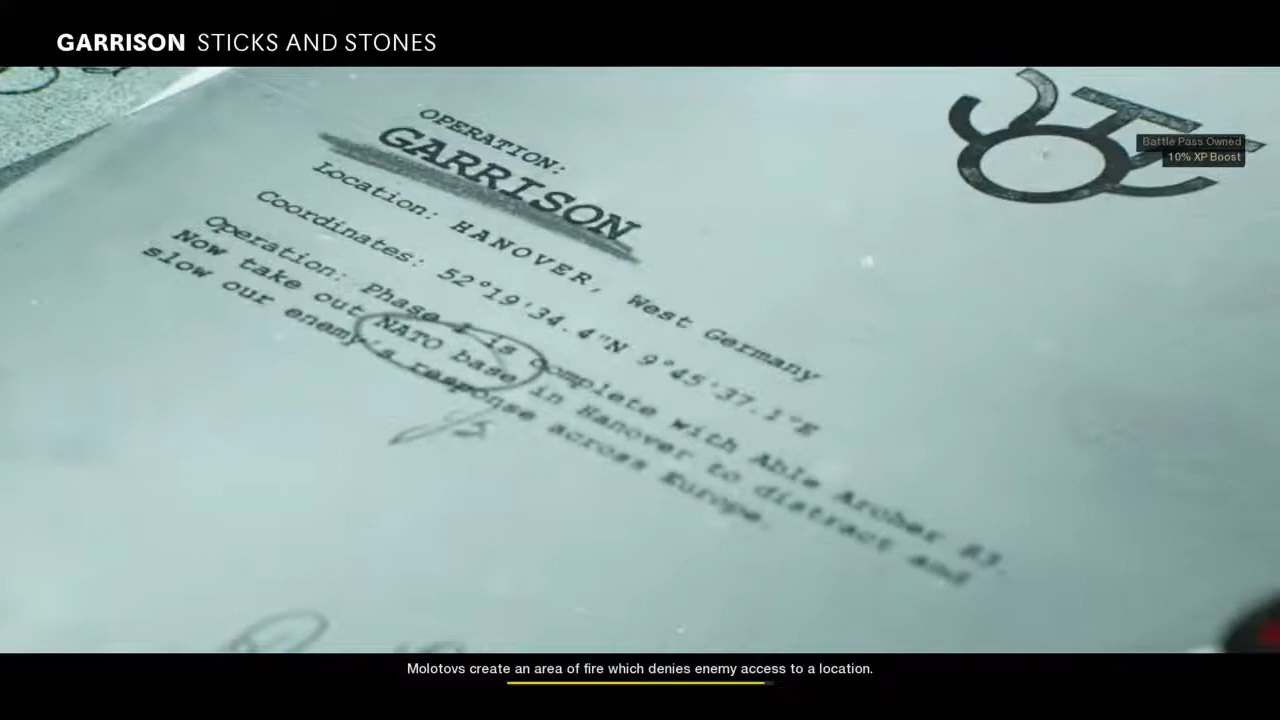 GARRISON STICKS AND STONES
OPERATION:
GARRISON
Location: HANOVER, West Germany
Coordinates: 52°19'34.4"N 9°45'37.1"E
Operation: Phase 1 is complete with Able Archer 83.
Now take out NATO base in Hanover to distract and
slow our enemy's response across Europe.
Battle Pass Owned
10% XP Boost
Molotovs create an area of fire which denies enemy access to a location.